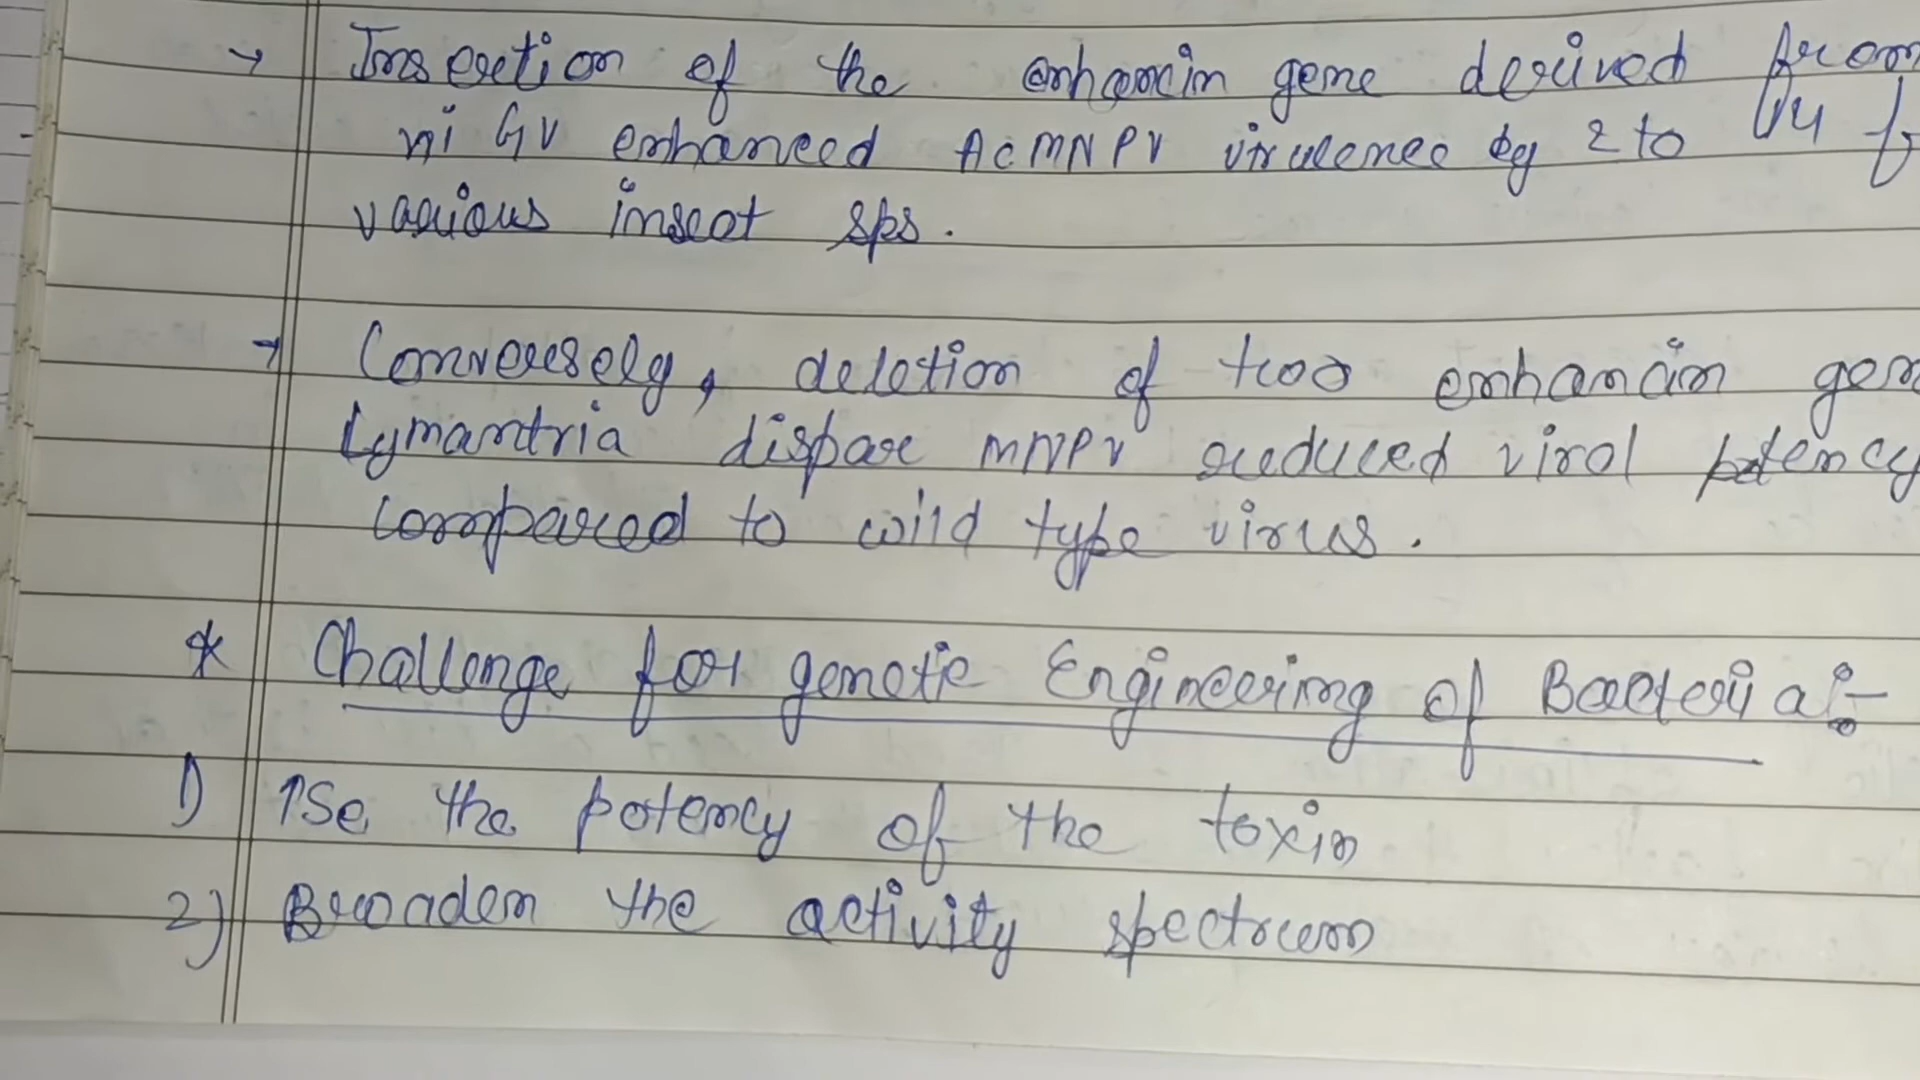 → Insertion of the enhancin gene derived from
ni GV enhanced AcMNPV virulence by 2 to 14 f
various insect sps.
→ Conversely, deletion of two enhancin gen
Lymantria dispar MNPV reduced viral potency
compared to wild type virus.
* Challenge for genetic Engineering of Bacteria:-
1) ↑Se the potency of the toxin
2) Broaden the activity spectrum